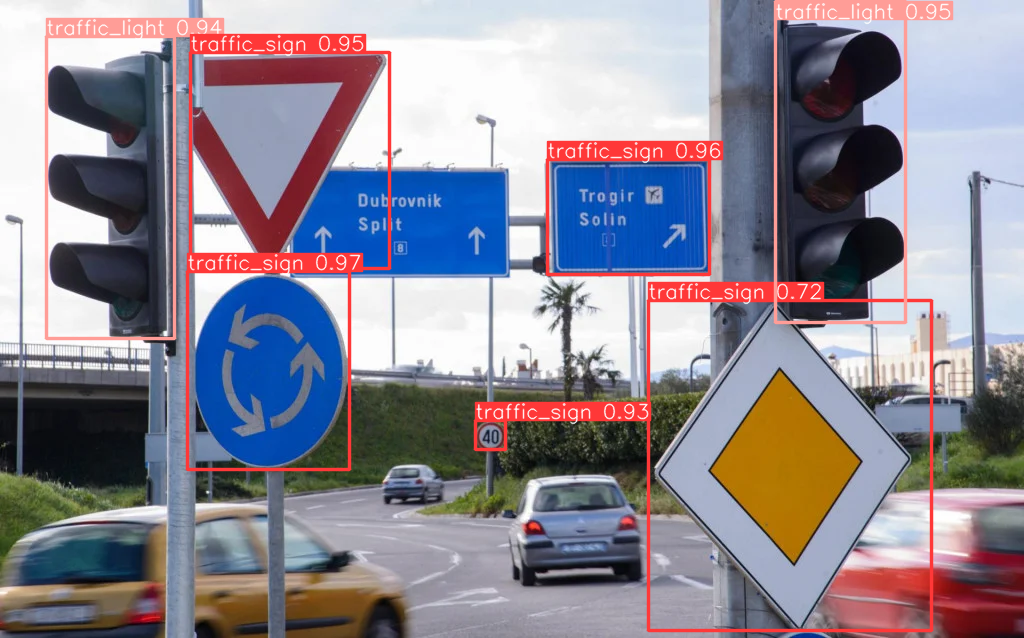 traffic_light 0.94
traffic_sign 0.95
traffic_light 0.95
traffic_sign 0.96
Dubrovnik
Split
B
Trogir
Solin
traffic_sign 0.97
traffic_sign 0.72
traffic_sign 0.93
40